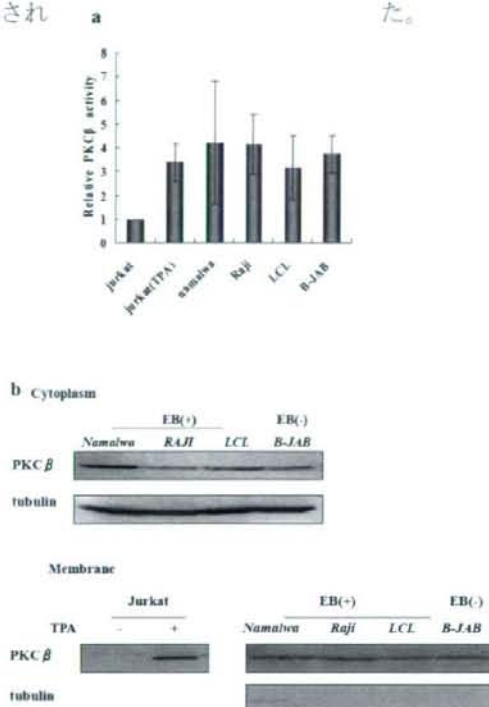 され a た。
Relative PKCβ activity
8
7
6
5
4
3
2
1
0
jurkat
jurkat(TPA)
namalwa
Raji
LCL
B-JAB
b Cytoplasm
EB(+) EB(-)
Namalwa RAJI LCL B-JAB
PKC β
tubulin
Membrane
Jurkat EB(+) EB(-)
TPA - + Namalwa Raji LCL B-JAB
PKC β
tubulin